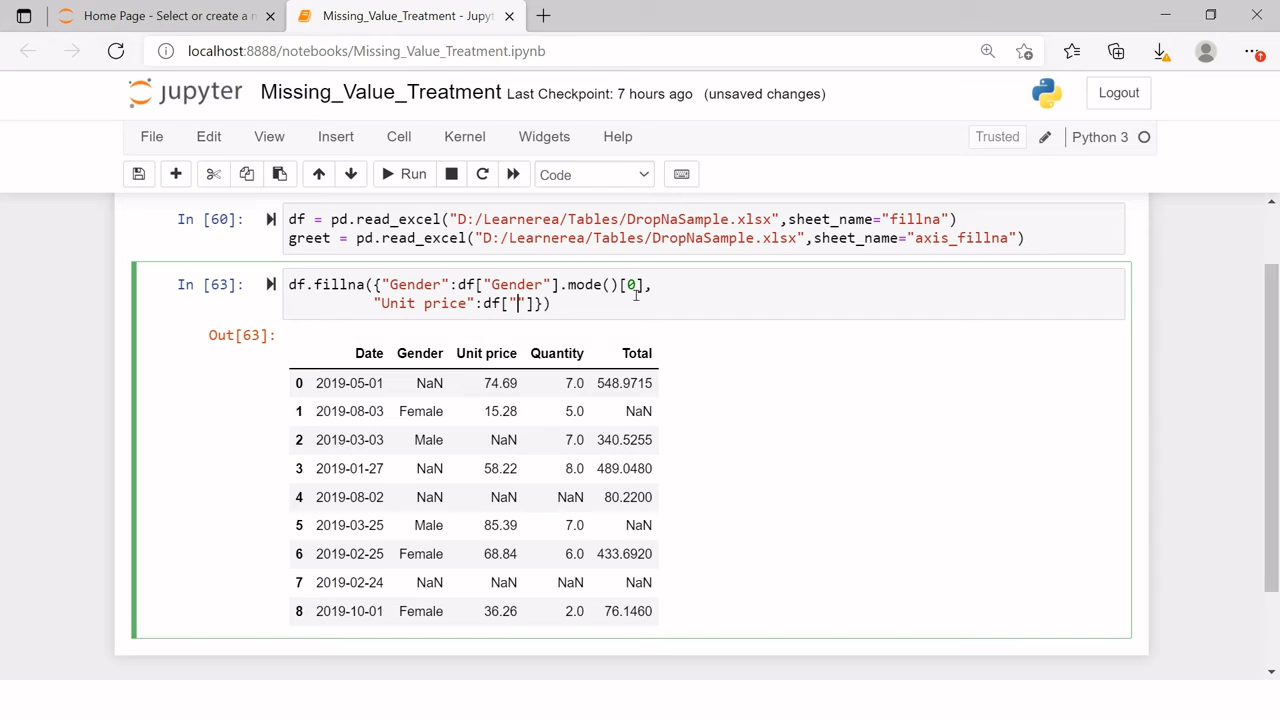 Home Page - Select or create a n
Missing_Value_Treatment - Jupyt
localhost:8888/notebooks/Missing_Value_Treatment.ipynb
jupyter Missing_Value_Treatment Last Checkpoint: 7 hours ago (unsaved changes) Logout
File Edit View Insert Cell Kernel Widgets Help Trusted Python 3
Run Code
In [60]: df = pd.read_excel("D:/Learnerea/Tables/DropNaSample.xlsx",sheet_name="fillna")
greet = pd.read_excel("D:/Learnerea/Tables/DropNaSample.xlsx",sheet_name="axis_fillna")
In [63]: df.fillna({"Gender":df["Gender"].mode()[0],
"Unit price":df[""]})
Out[63]:
Date Gender Unit price Quantity Total
0 2019-05-01 NaN 74.69 7.0 548.9715
1 2019-08-03 Female 15.28 5.0 NaN
2 2019-03-03 Male NaN 7.0 340.5255
3 2019-01-27 NaN 58.22 8.0 489.0480
4 2019-08-02 NaN NaN NaN 80.2200
5 2019-03-25 Male 85.39 7.0 NaN
6 2019-02-25 Female 68.84 6.0 433.6920
7 2019-02-24 NaN NaN NaN NaN
8 2019-10-01 Female 36.26 2.0 76.1460